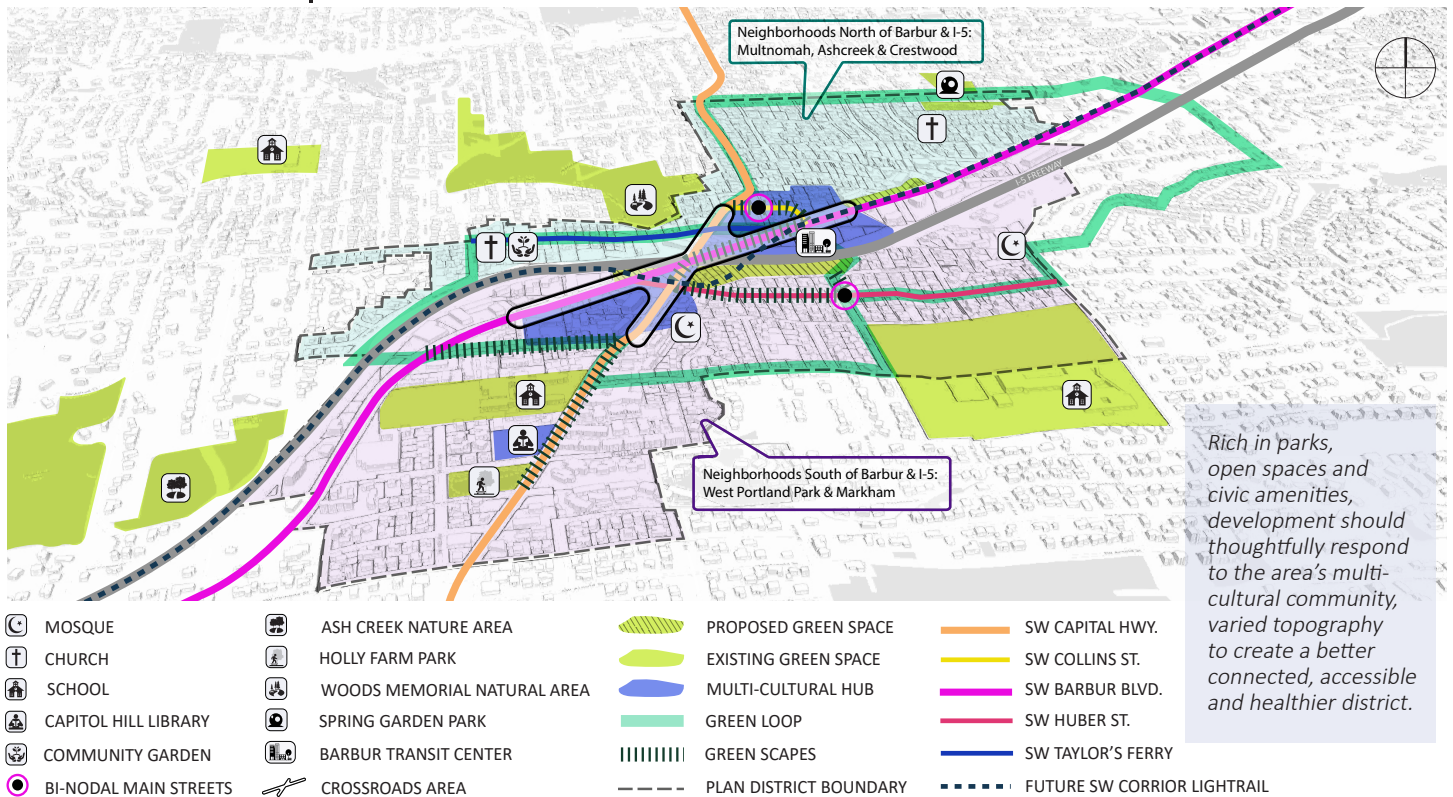 Neighborhoods North of Barbur & I-5:
Multnomah, Ashcreek & Crestwood
I-5 FREEWAY
Neighborhoods South of Barbur & I-5:
West Portland Park & Markham
Rich in parks,
open spaces and
civic amenities,
development should
thoughtfully respond
to the area's multi-
cultural community,
varied topography
to create a better
connected, accessible
and healthier district.
MOSQUE
CHURCH
SCHOOL
CAPITOL HILL LIBRARY
COMMUNITY GARDEN
BI-NODAL MAIN STREETS
ASH CREEK NATURE AREA
HOLLY FARM PARK
WOODS MEMORIAL NATURAL AREA
SPRING GARDEN PARK
BARBUR TRANSIT CENTER
CROSSROADS AREA
PROPOSED GREEN SPACE
EXISTING GREEN SPACE
MULTI-CULTURAL HUB
GREEN LOOP
GREEN SCAPES
PLAN DISTRICT BOUNDARY
SW CAPITAL HWY.
SW COLLINS ST.
SW BARBUR BLVD.
SW HUBER ST.
SW TAYLOR'S FERRY
FUTURE SW CORRIOR LIGHTRAIL